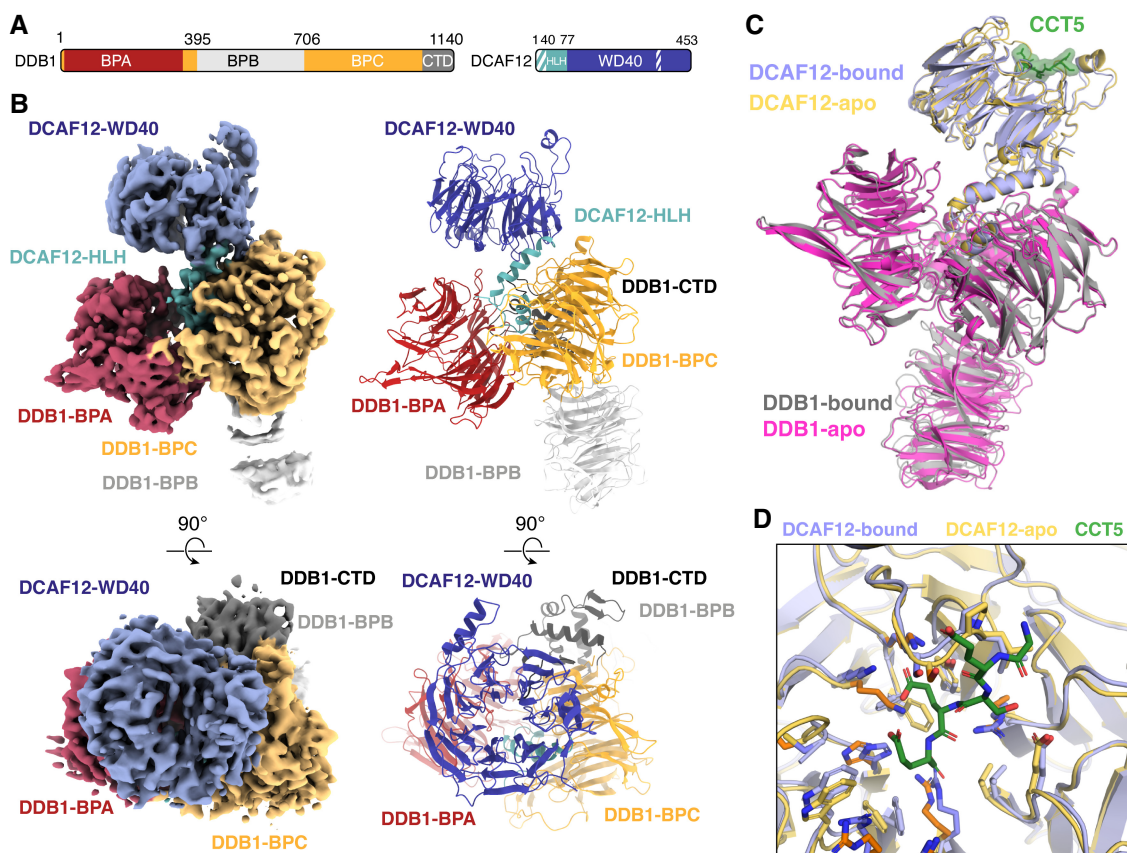 A
1 395 706 1140
DDB1 BPA BPB BPC CTD
140 77 453
DCAF12 HLH WD40
B
DCAF12-WD40
DCAF12-HLH
DDB1-BPA
DDB1-BPC
DDB1-BPB
DCAF12-WD40
DCAF12-HLH
DDB1-CTD
DDB1-BPC
DDB1-BPA
DDB1-BPB
90°
90°
DCAF12-WD40
DDB1-CTD
DDB1-BPB
DDB1-BPA
DDB1-BPC
DCAF12-WD40
DDB1-CTD
DDB1-BPB
DDB1-BPA
DDB1-BPC
C
CCT5
DCAF12-bound
DCAF12-apo
DDB1-bound
DDB1-apo
D
DCAF12-bound DCAF12-apo CCT5